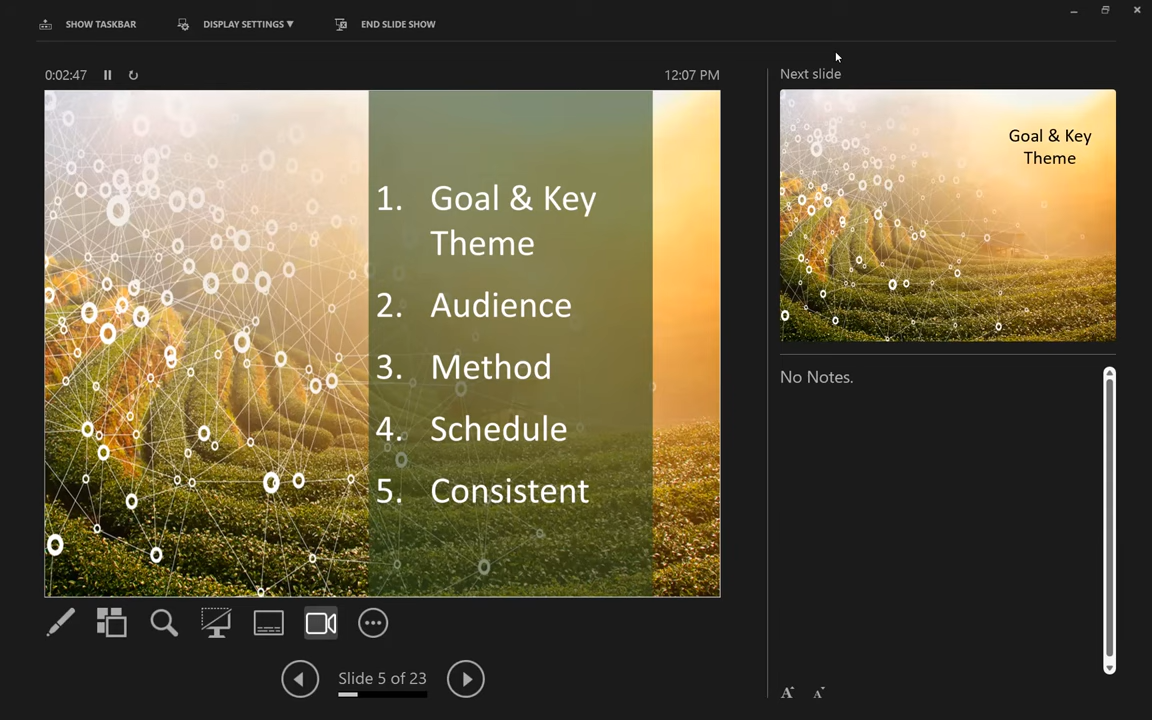 SHOW TASKBAR
DISPLAY SETTINGS ▼
END SLIDE SHOW
0:02:47
12:07 PM
1. Goal & Key
Theme
2. Audience
3. Method
4. Schedule
5. Consistent
Slide 5 of 23
Next slide
Goal & Key
Theme
No Notes.
A A